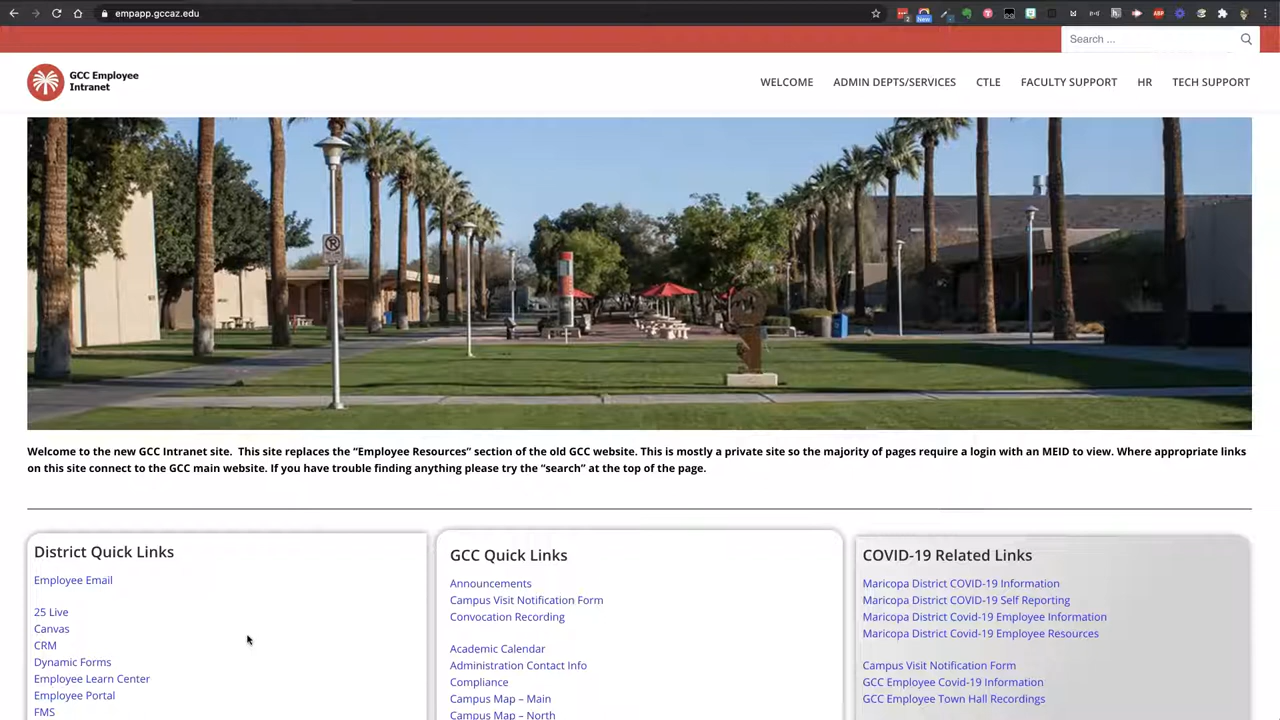 empapp.gccaz.edu
New
ABP
Search ...
GCC Employee
Intranet
WELCOME ADMIN DEPTS/SERVICES CTLE FACULTY SUPPORT HR TECH SUPPORT
Welcome to the new GCC Intranet site. This site replaces the “Employee Resources” section of the old GCC website. This is mostly a private site so the majority of pages require a login with an MEID to view. Where appropriate links
on this site connect to the GCC main website. If you have trouble finding anything please try the “search” at the top of the page.
District Quick Links
Employee Email
25 Live
Canvas
CRM
Dynamic Forms
Employee Learn Center
Employee Portal
FMS
GCC Quick Links
Announcements
Campus Visit Notification Form
Convocation Recording
Academic Calendar
Administration Contact Info
Compliance
Campus Map – Main
Campus Map – North
COVID-19 Related Links
Maricopa District COVID-19 Information
Maricopa District COVID-19 Self Reporting
Maricopa District Covid-19 Employee Information
Maricopa District Covid-19 Employee Resources
Campus Visit Notification Form
GCC Employee Covid-19 Information
GCC Employee Town Hall Recordings